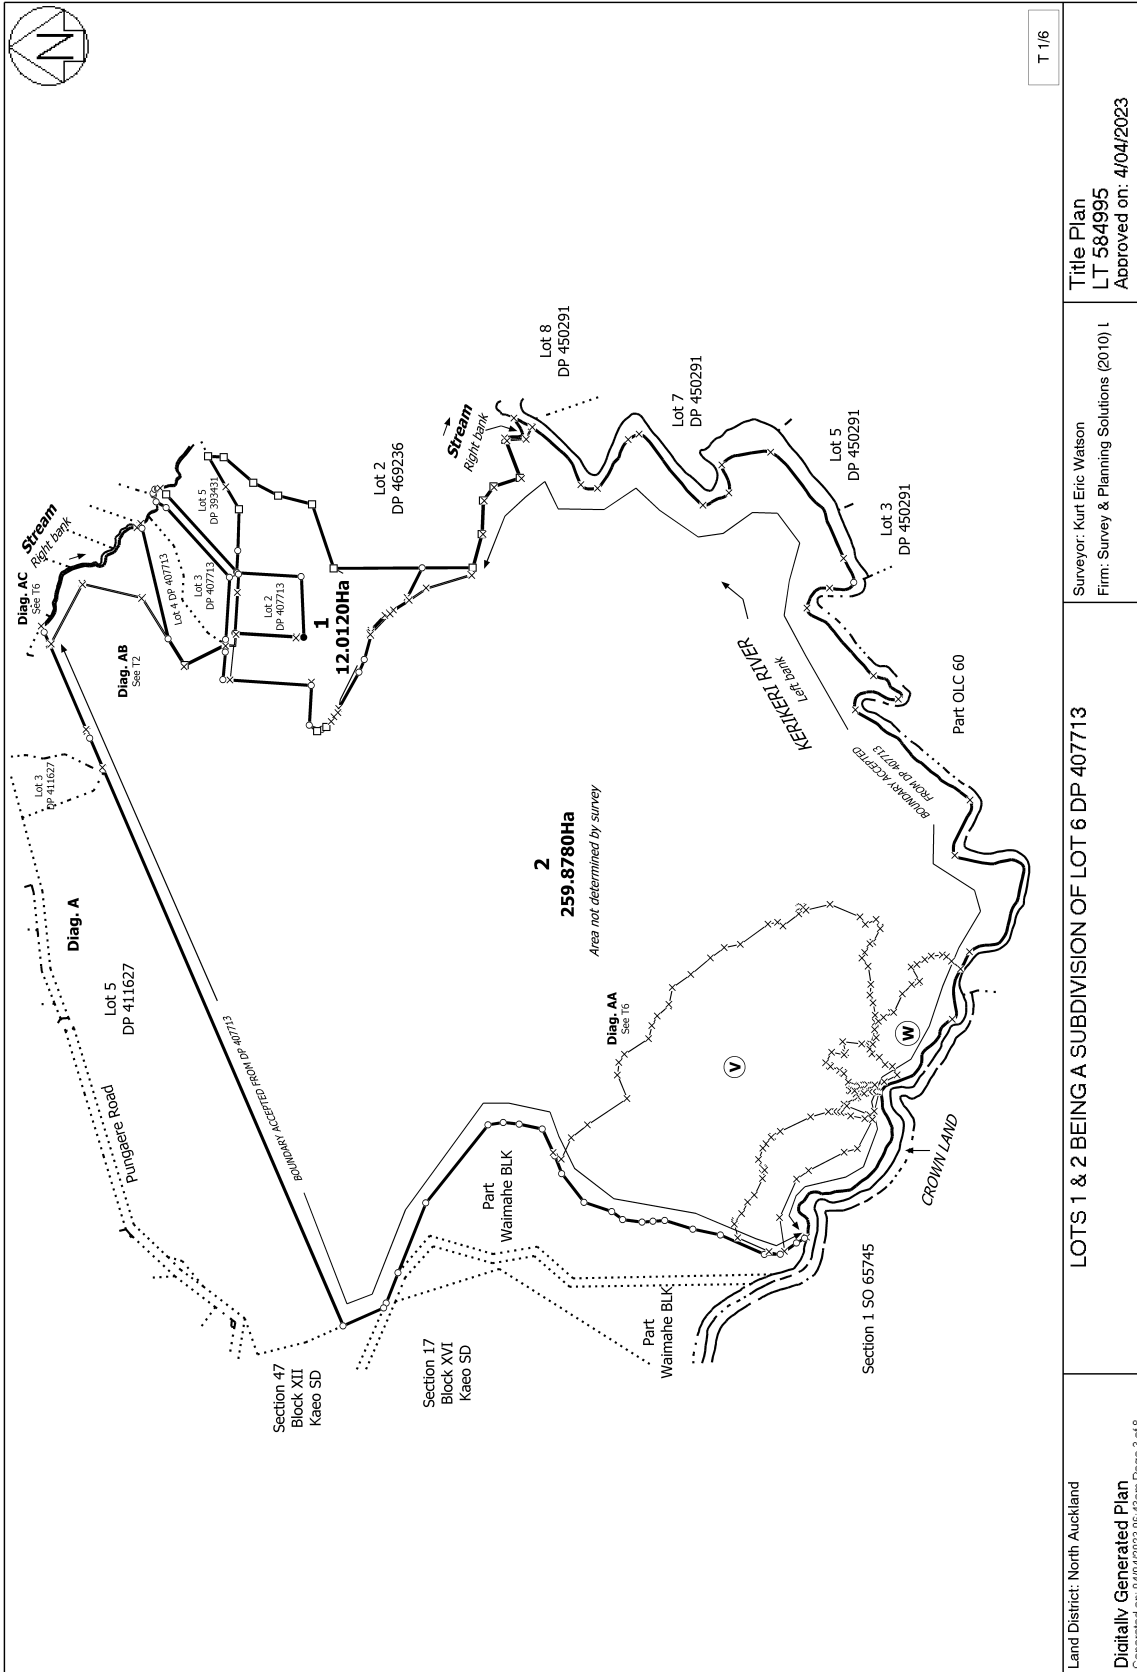 N
T 1/6
Diag. AC
See T6
Stream
Right bank
Lot 3
DP 411627
Diag. AB
See T2
Lot 4 DP 407713
Lot 3
DP 407713
Lot 5
DP 393431
Lot 2
DP 407713
1
12.0120Ha
Lot 2
DP 469236
Stream
Right bank
Lot 8
DP 450291
Lot 7
DP 450291
Lot 5
DP 450291
Lot 3
DP 450291
Diag. A
Lot 5
DP 411627
Pungaere Road
BOUNDARY ACCEPTED FROM DP 407713
2
259.8780Ha
Area not determined by survey
KERIKERI RIVER
Left bank
BOUNDARY ACCEPTED
FROM DP 407713
Part OLC 60
Diag. AA
See T6
V
W
CROWN LAND
Part
Waimahe BLK
Part
Waimahe BLK
Section 47
Block XII
Kaeo SD
Section 17
Block XVI
Kaeo SD
Section 1 SO 65745
Land District: North Auckland
Digitally Generated Plan
LOTS 1 & 2 BEING A SUBDIVISION OF LOT 6 DP 407713
Surveyor: Kurt Eric Watson
Firm: Survey & Planning Solutions (2010) L
Title Plan
LT 584995
Approved on: 4/04/2023